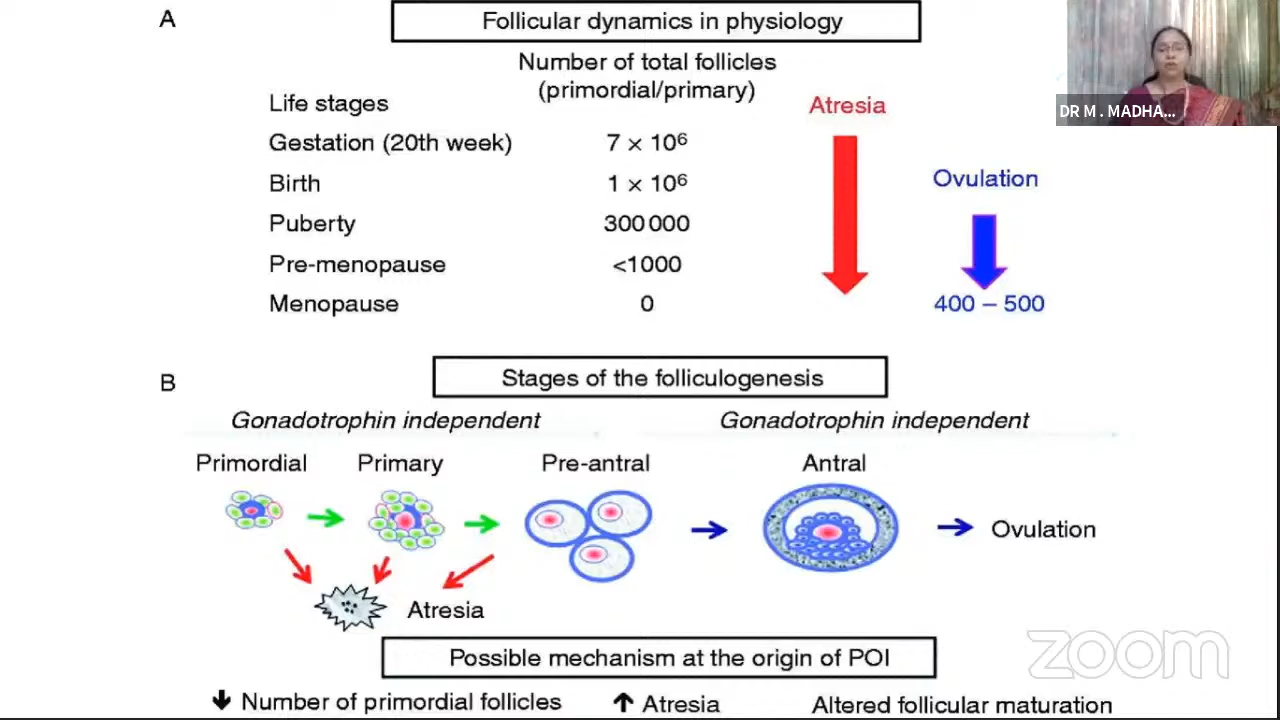 A
Follicular dynamics in physiology
DR M . MADHA...
Number of total follicles
(primordial/primary)
Life stages
Atresia
Gestation (20th week) 7 × 10⁶
Ovulation
Birth 1 × 10⁶
Puberty 300 000
Pre-menopause <1000
Menopause 0 400 – 500
B
Stages of the folliculogenesis
Gonadotrophin independent Gonadotrophin independent
Primordial Primary Pre-antral Antral
Ovulation
Atresia
Possible mechanism at the origin of POI
zoom
Number of primordial follicles Atresia Altered follicular maturation